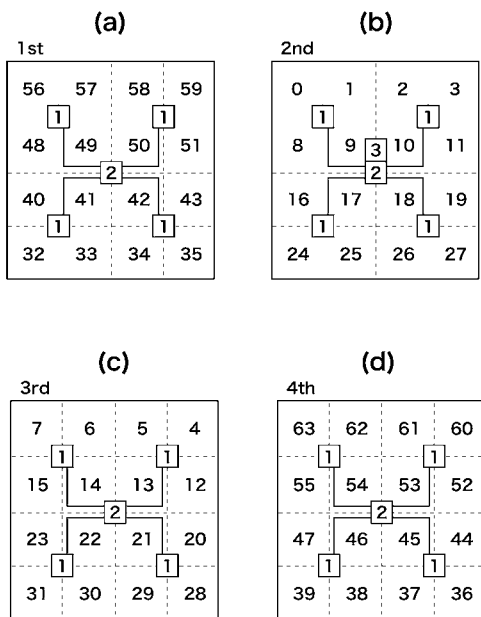 (a) (b)
1st 2nd
56 57 58 59 0 1 2 3
1 1 1 1
48 49 50 51 8 9 3 10 11
2 2
40 41 42 43 16 17 18 19
1 1 1 1
32 33 34 35 24 25 26 27
(c) (d)
3rd 4th
7 6 5 4 63 62 61 60
1 1 1 1
15 14 13 12 55 54 53 52
2 2
23 22 21 20 47 46 45 44
1 1 1 1
31 30 29 28 39 38 37 36